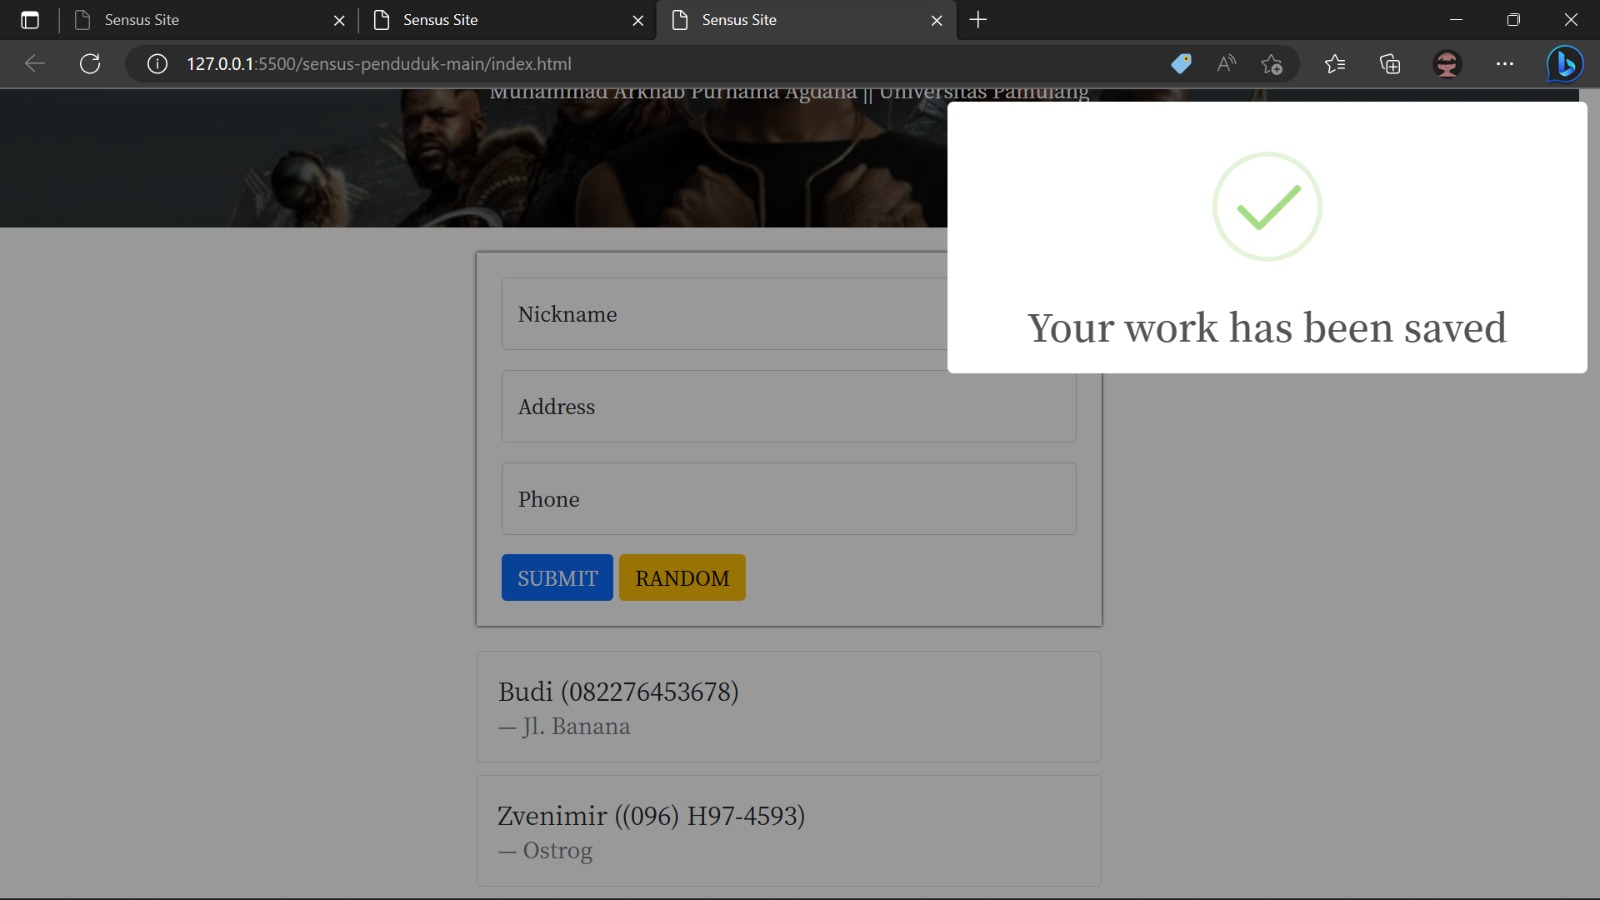 Sensus Site
Sensus Site
Sensus Site
127.0.0.1:5500/sensus-penduduk-main/index.html
Muhammad Arkhab Purnama Agdana || Universitas Pamulang
Your work has been saved
Nickname
Address
Phone
SUBMIT
RANDOM
Budi (082276453678)
— Jl. Banana
Zvenimir ((096) H97-4593)
— Ostrog